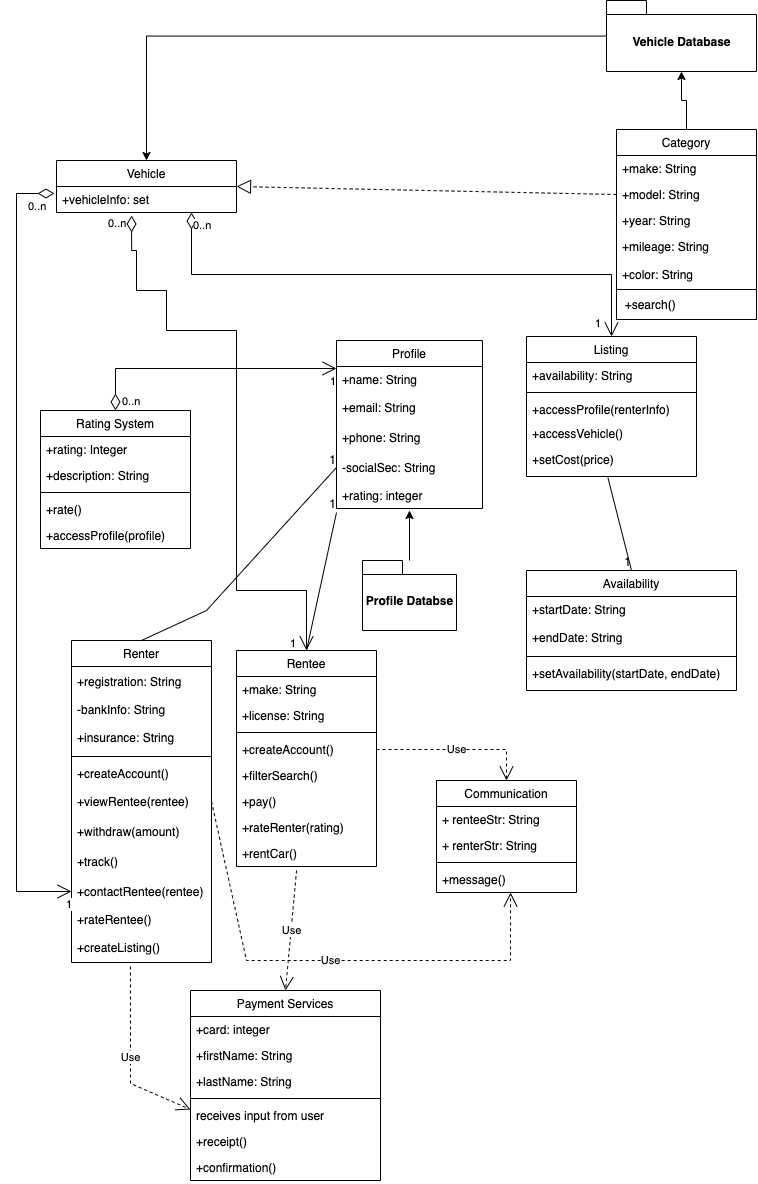 Vehicle Database
Category
+make: String
+model: String
+year: String
+mileage: String
+color: String
+search()
Vehicle
+vehicleInfo: set
0..n
0..n
0..n
1
Listing
+availability: String
+accessProfile(renterInfo)
+accessVehicle()
+setCost(price)
Profile
+name: String
+email: String
+phone: String
-socialSec: String
+rating: integer
1
1
1
0..n
Rating System
+rating: Integer
+description: String
+rate()
+accessProfile(profile)
Profile Databse
1
Availability
+startDate: String
+endDate: String
+setAvailability(startDate, endDate)
Renter
+registration: String
-bankInfo: String
+insurance: String
+createAccount()
+viewRentee(rentee)
+withdraw(amount)
+track()
+contactRentee(rentee)
+rateRentee()
+createListing()
1
1
Rentee
+make: String
+license: String
+createAccount()
+filterSearch()
+pay()
+rateRenter(rating)
+rentCar()
Use
Communication
+ renteeStr: String
+ renterStr: String
+message()
Use
Use
Use
Payment Services
+card: integer
+firstName: String
+lastName: String
receives input from user
+receipt()
+confirmation()